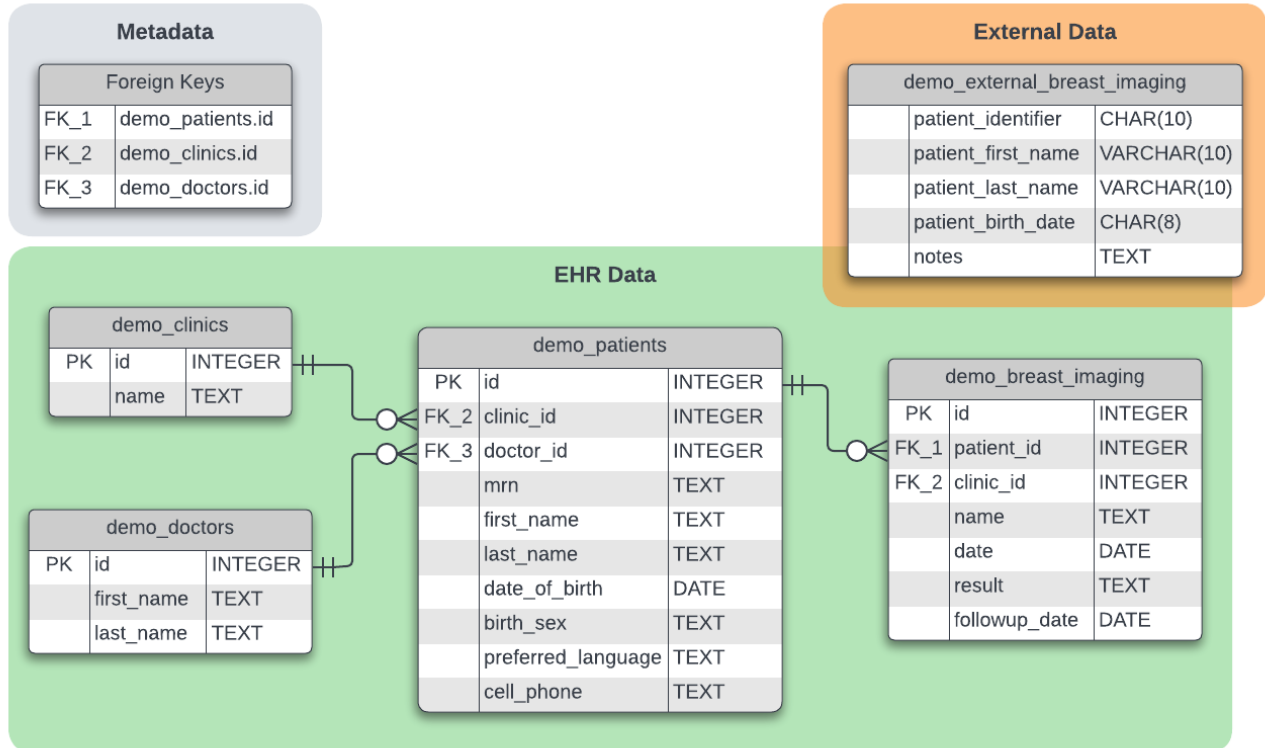 Metadata
Foreign Keys
FK_1 demo_patients.id
FK_2 demo_clinics.id
FK_3 demo_doctors.id
External Data
demo_external_breast_imaging
patient_identifier CHAR(10)
patient_first_name VARCHAR(10)
patient_last_name VARCHAR(10)
patient_birth_date CHAR(8)
notes TEXT
EHR Data
demo_clinics
PK id INTEGER
name TEXT
demo_doctors
PK id INTEGER
first_name TEXT
last_name TEXT
demo_patients
PK id INTEGER
FK_2 clinic_id INTEGER
FK_3 doctor_id INTEGER
mrn TEXT
first_name TEXT
last_name TEXT
date_of_birth DATE
birth_sex TEXT
preferred_language TEXT
cell_phone TEXT
demo_breast_imaging
PK id INTEGER
FK_1 patient_id INTEGER
FK_2 clinic_id INTEGER
name TEXT
date DATE
result TEXT
followup_date DATE